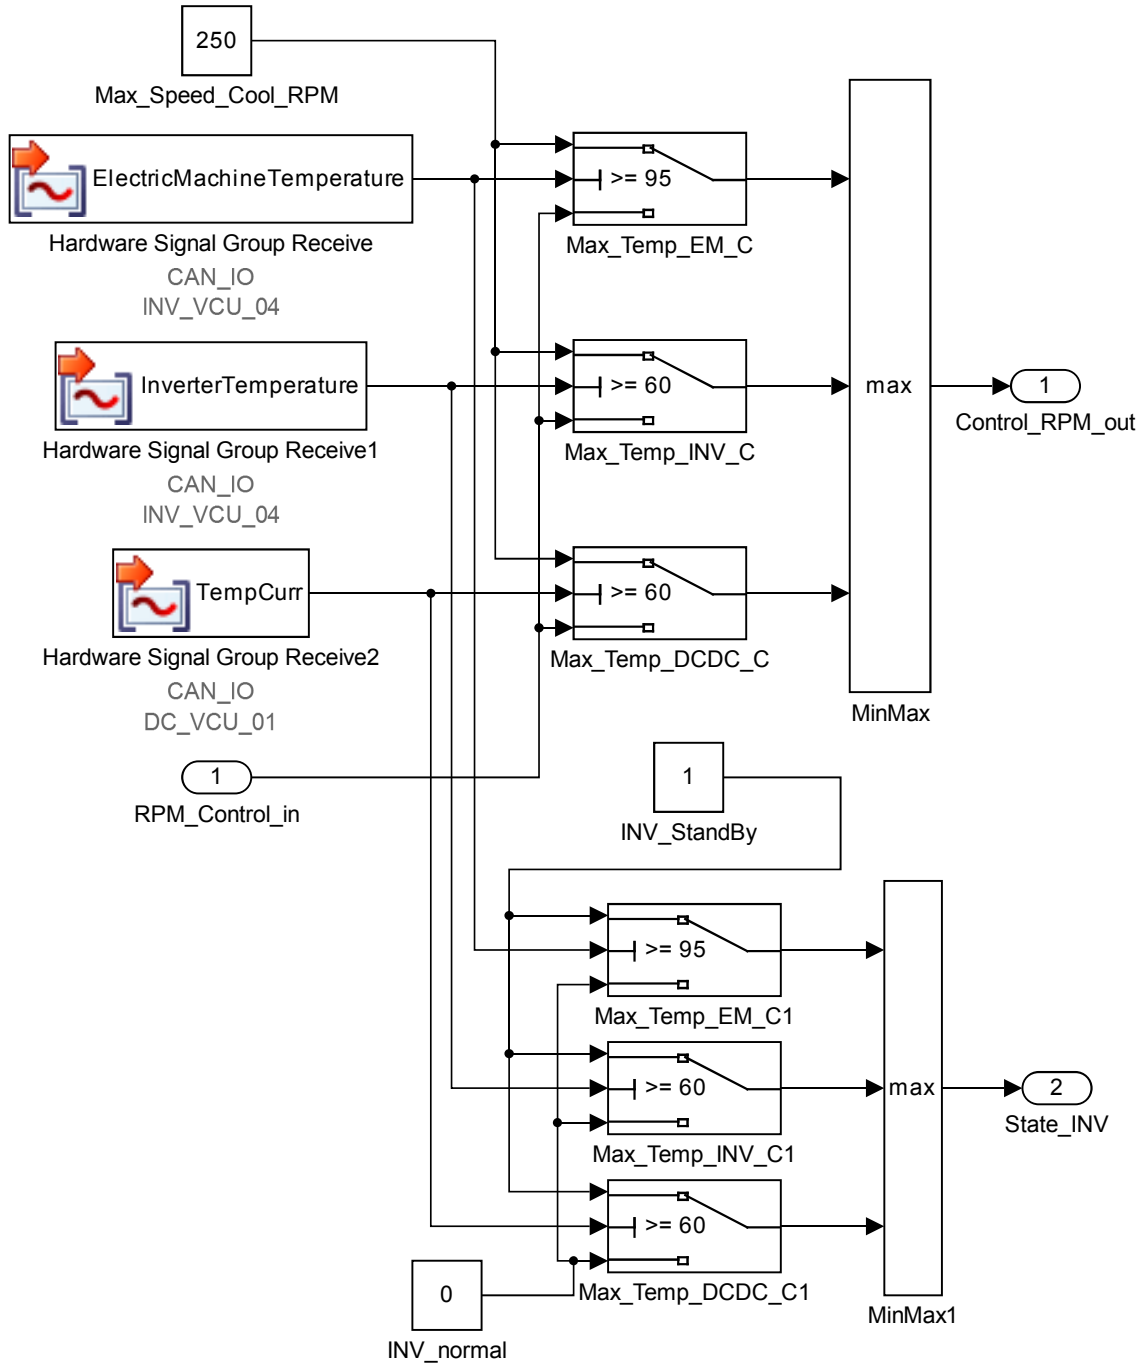 250
Max_Speed_Cool_RPM
ElectricMachineTemperature
Hardware Signal Group Receive
CAN_IO
INV_VCU_04
>= 95
Max_Temp_EM_C
InverterTemperature
Hardware Signal Group Receive1
CAN_IO
INV_VCU_04
>= 60
Max_Temp_INV_C
max
1
Control_RPM_out
TempCurr
Hardware Signal Group Receive2
CAN_IO
DC_VCU_01
>= 60
Max_Temp_DCDC_C
MinMax
1
RPM_Control_in
1
INV_StandBy
>= 95
Max_Temp_EM_C1
>= 60
Max_Temp_INV_C1
max
2
State_INV
>= 60
Max_Temp_DCDC_C1
MinMax1
0
INV_normal